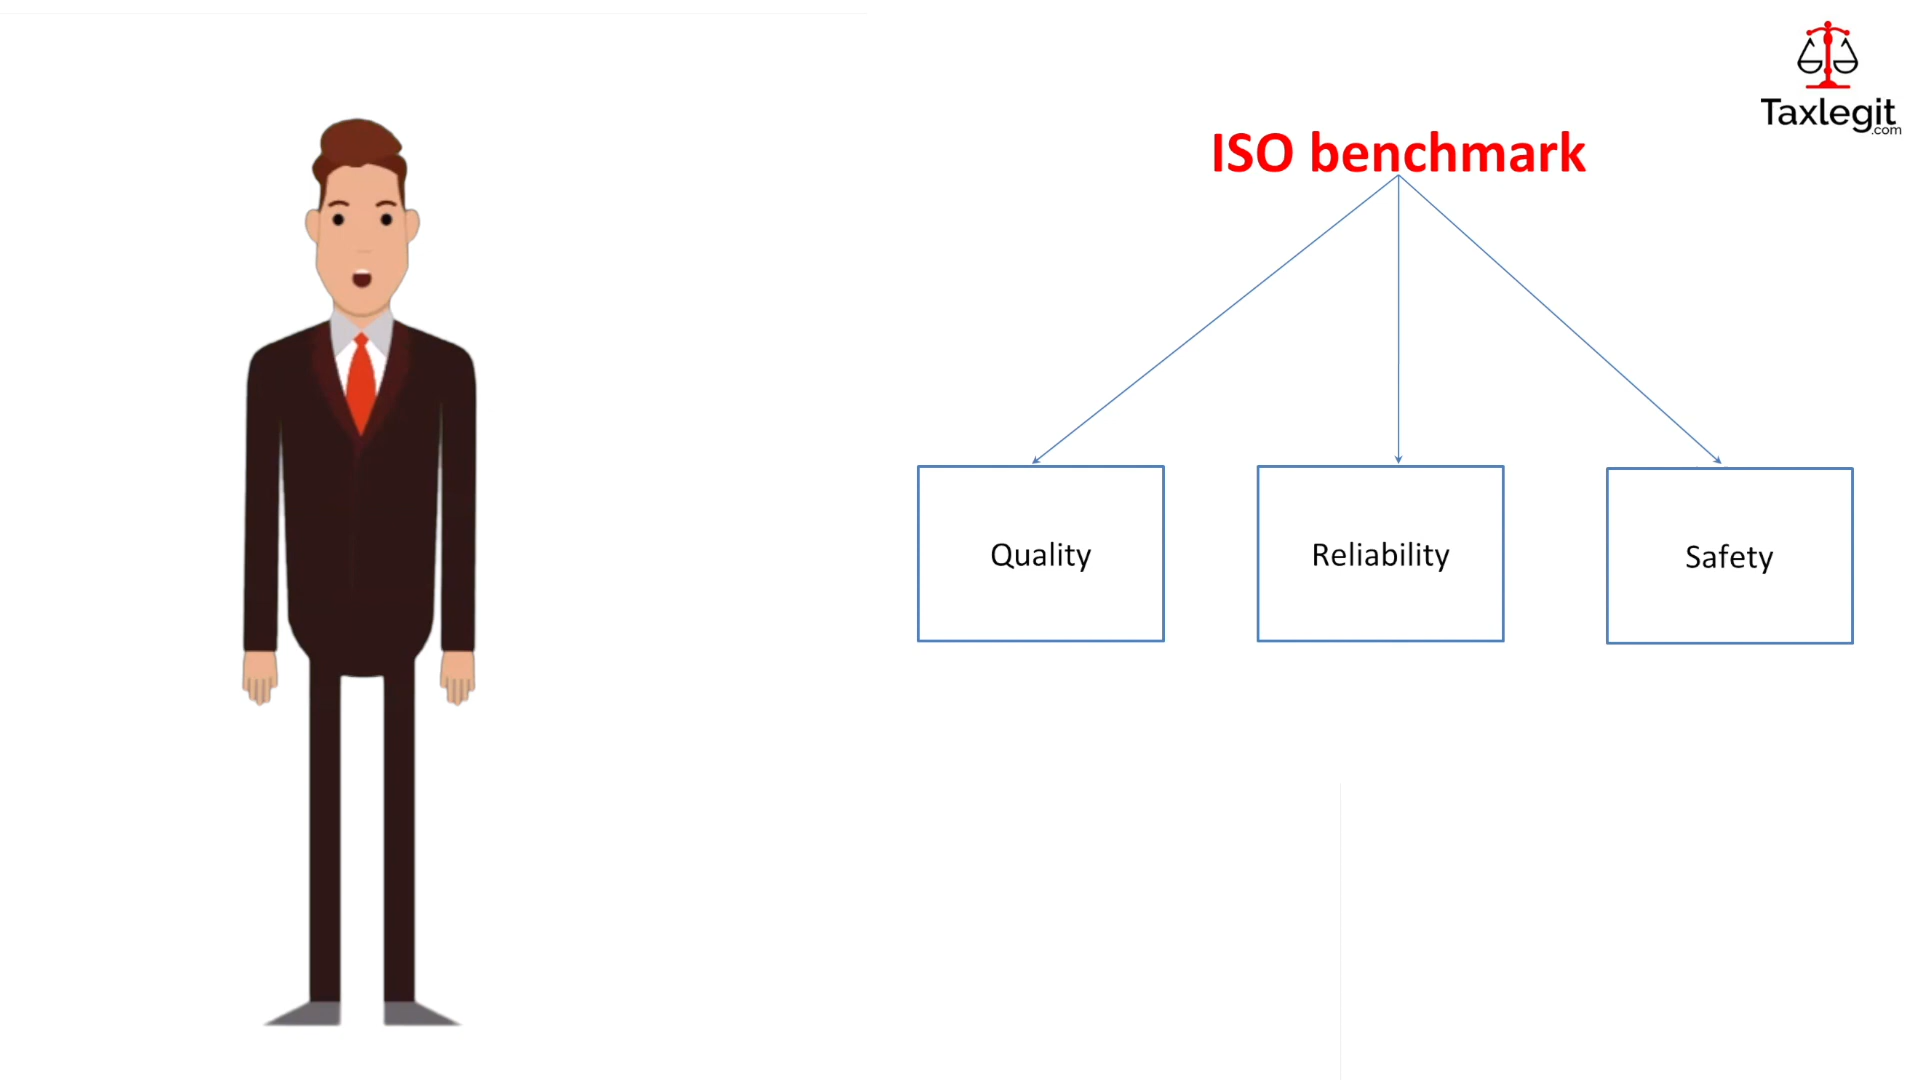 Taxlegit
.com
ISO benchmark
Quality
Reliability
Safety